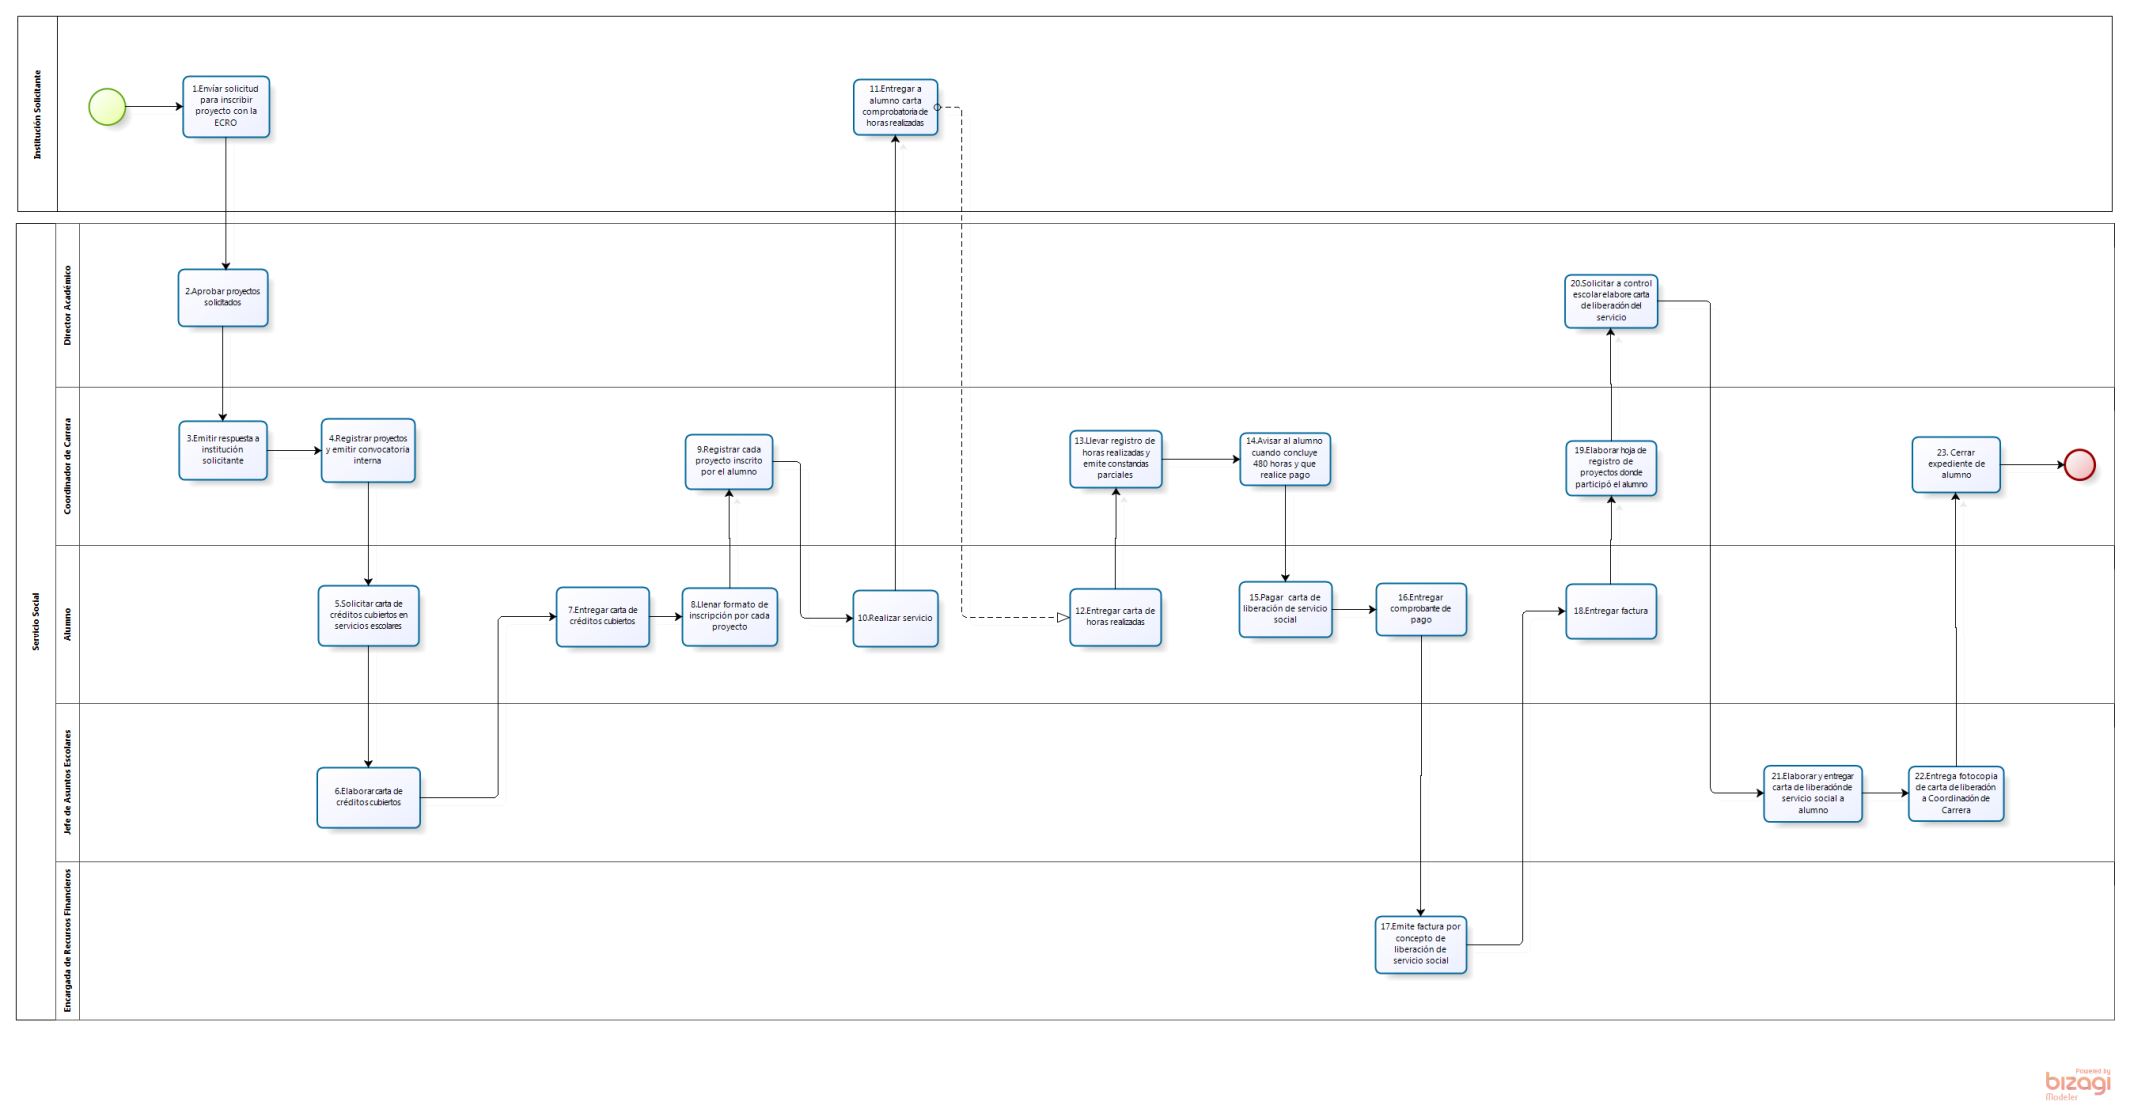 Institución Solicitante
1.Enviar solicitud
para inscribir
proyecto con la
ECRO
11.Entregar a
alumno carta
comprobatoria de
horas realizadas
Servicio Social
Director Académico
2.Aprobar proyectos
solicitados
20.Solicitar a control
escolar elabore carta
de liberación del
servicio
Coordinador de Carrera
3.Emitir respuesta a
institución
solicitante
4.Registrar proyectos
y emitir convocatoria
interna
9.Registrar cada
proyecto inscrito
por el alumno
13.Llevar registro de
horas realizadas y
emite constancias
parciales
14.Avisar al alumno
cuando concluye
480 horas y que
realice pago
19.Elaborar hoja de
registro de
proyectos donde
participó el alumno
23. Cerrar
expediente de
alumno
Alumno
5.Solicitar carta de
créditos cubiertos en
servicios escolares
7.Entregar carta de
créditos cubiertos
8.Llenar formato de
inscripción por cada
proyecto
10.Realizar servicio
12.Entregar carta de
horas realizadas
15.Pagar carta de
liberación de servicio
social
16.Entregar
comprobante de
pago
18.Entregar factura
Jefe de Asuntos Escolares
6.Elaborar carta de
créditos cubiertos
21.Elaborar y entregar
carta de liberación de
servicio social a
alumno
22.Entrega fotocopia
de carta de liberación
a Coordinación de
Carrera
Encargada de Recursos Financieros
17.Emite factura por
concepto de
liberación de
servicio social
Powered by
bizagi
Modeler